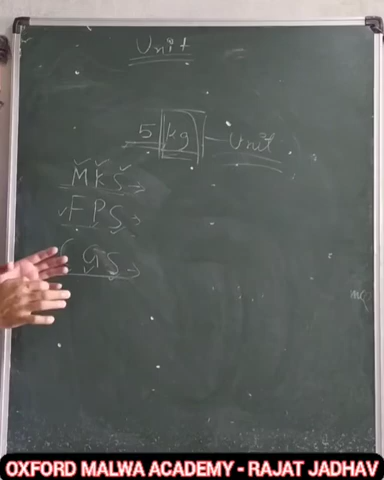 Unit
5 kg - Unit
MKS
FPS
CGS
OXFORD MALWA ACADEMY - RAJAT JADHAV